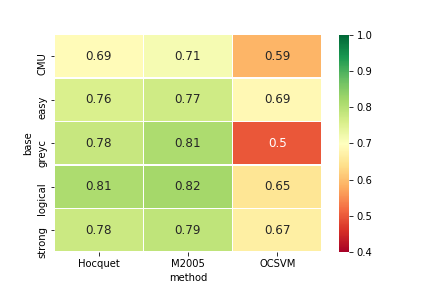 1.0
CMU 0.69 0.71 0.59
0.9
easy 0.76 0.77 0.69
0.8
base
greyc 0.78 0.81 0.5
0.7
logical 0.81 0.82 0.65
0.6
strong 0.78 0.79 0.67
0.5
0.4
Hocquet M2005 OCSVM
method